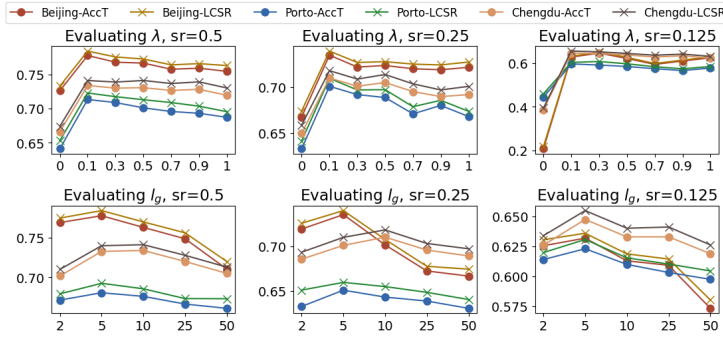 Beijing-AccT Beijing-LCSR Porto-AccT Porto-LCSR Chengdu-AccT Chengdu-LCSR
Evaluating λ, sr=0.5
0.75
0.70
0.65
0 0.1 0.3 0.5 0.7 0.9 1
Evaluating λ, sr=0.25
0.70
0.65
0 0.1 0.3 0.5 0.7 0.9 1
Evaluating λ, sr=0.125
0.6
0.4
0.2
0 0.1 0.3 0.5 0.7 0.9 1
Evaluating l_g, sr=0.5
0.75
0.70
2 5 10 25 50
Evaluating l_g, sr=0.25
0.70
0.65
2 5 10 25 50
Evaluating l_g, sr=0.125
0.650
0.625
0.600
0.575
2 5 10 25 50